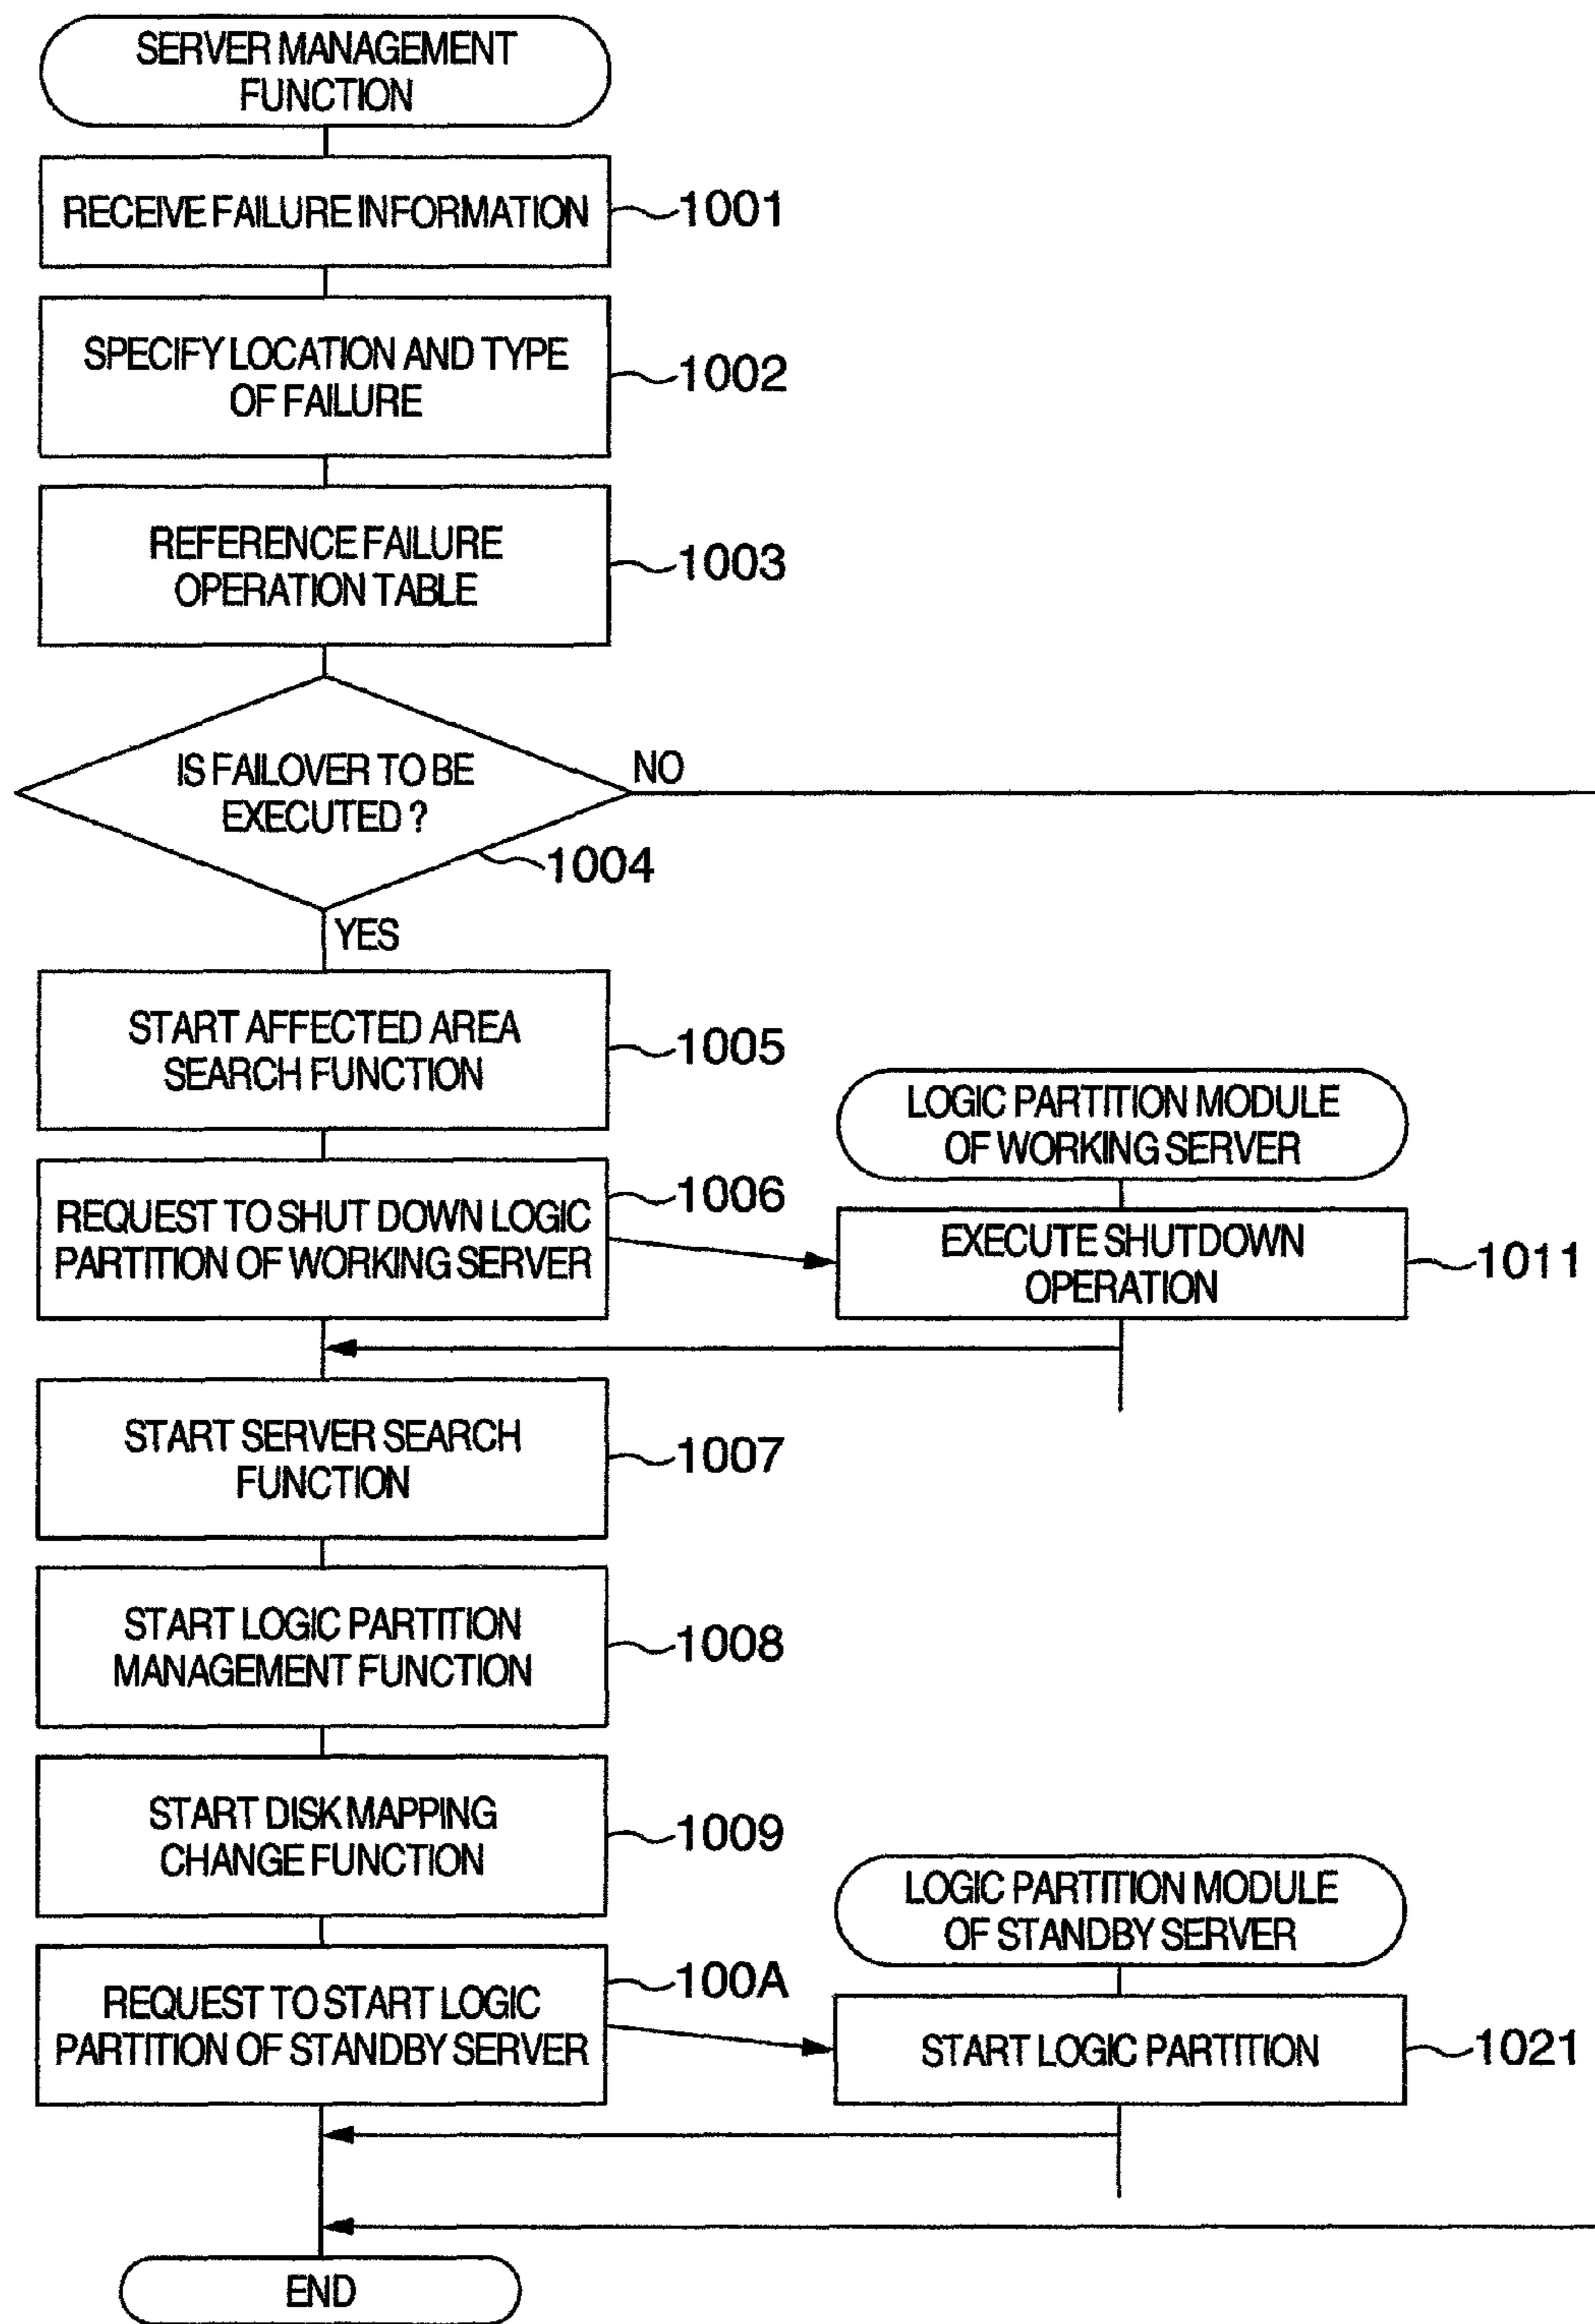 SERVER MANAGEMENT
FUNCTION
RECEIVE FAILURE INFORMATION
1001
SPECIFY LOCATION AND TYPE
OF FAILURE
1002
REFERENCE FAILURE
OPERATION TABLE
1003
IS FAILOVER TO BE
EXECUTED ?
NO
1004
YES
START AFFECTED AREA
SEARCH FUNCTION
1005
LOGIC PARTITION MODULE
OF WORKING SERVER
REQUEST TO SHUT DOWN LOGIC
PARTITION OF WORKING SERVER
1006
EXECUTE SHUTDOWN
OPERATION
1011
START SERVER SEARCH
FUNCTION
1007
START LOGIC PARTITION
MANAGEMENT FUNCTION
1008
START DISK MAPPING
CHANGE FUNCTION
1009
LOGIC PARTITION MODULE
OF STANDBY SERVER
REQUEST TO START LOGIC
PARTITION OF STANDBY SERVER
100A
START LOGIC PARTITION
1021
END